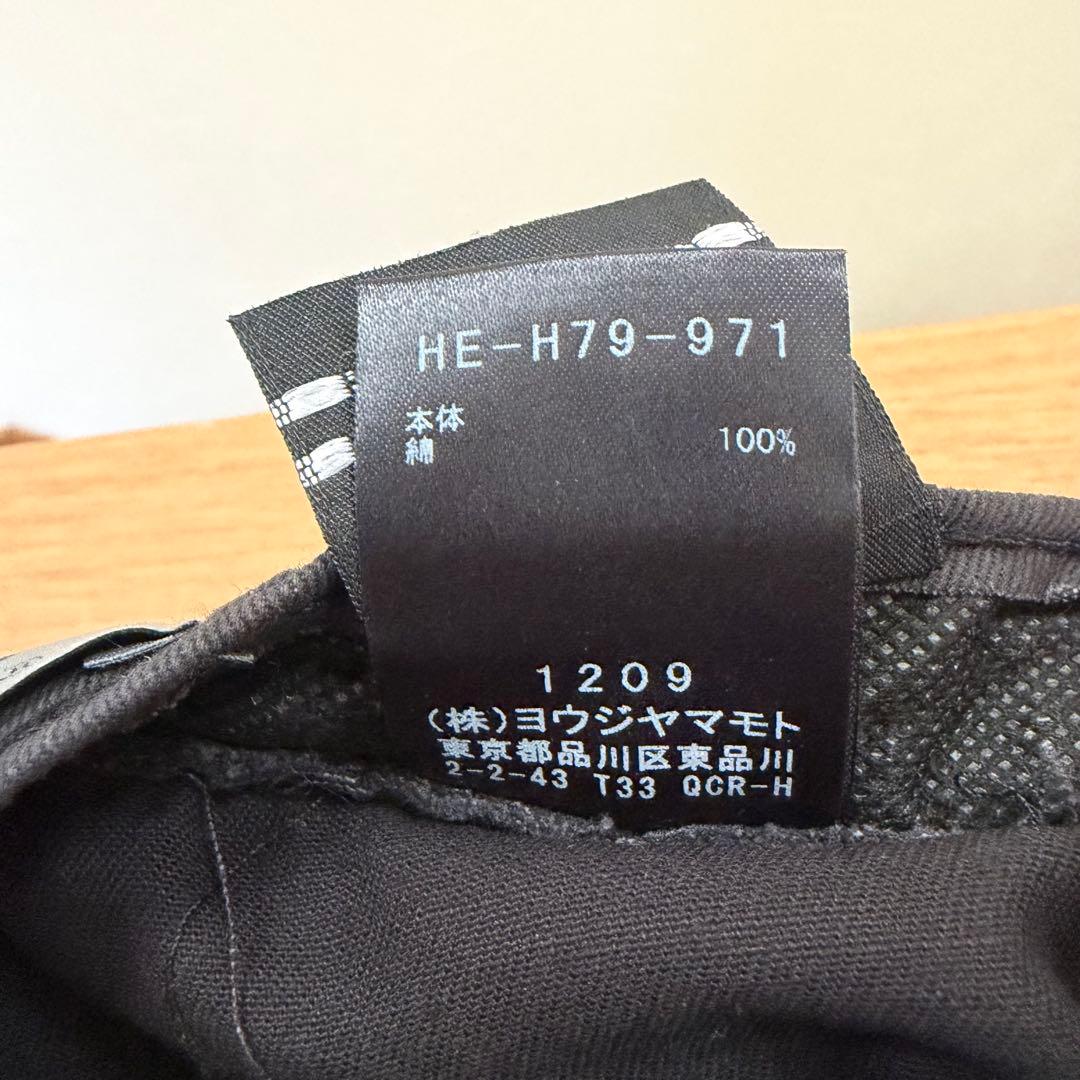 HE-H79-971
本体
綿 100%
1209
(株)ヨウジヤマモト
東京都品川区東品川
2-2-43 T33 QCR-H